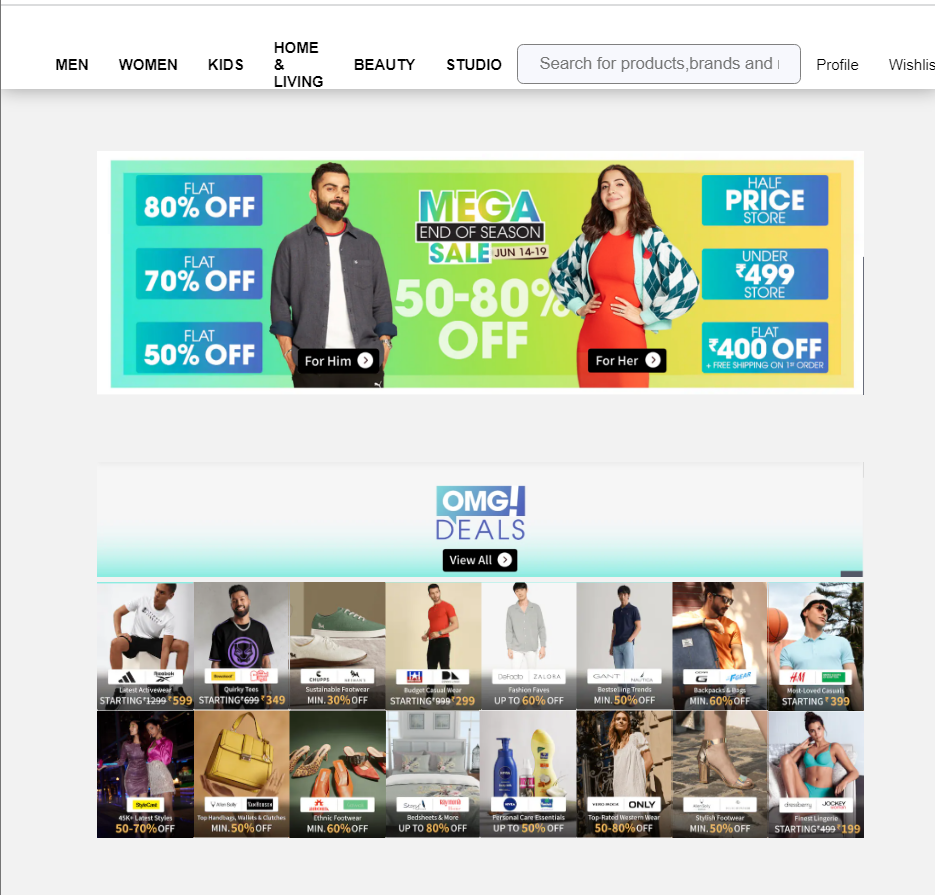 MEN
WOMEN
KIDS
HOME
&
LIVING
BEAUTY
STUDIO
Search for products,brands and
Profile
Wishlis
FLAT
80% OFF
FLAT
70% OFF
FLAT
50% OFF
MEGA
END OF SEASON
SALE JUN 14-19
50-80%
OFF
For Him
For Her
HALF
PRICE
STORE
UNDER
₹499
STORE
FLAT
₹400 OFF
+ FREE SHIPPING ON 1ST ORDER
OMG!
DEALS
View All
Reebok
Latest Activewear
STARTING ₹1299 ₹599
Quirky Tees
STARTING ₹699 ₹349
CHUPPS
Sustainable Footwear
MIN. 30% OFF
Budget Casual Wear
STARTING ₹999 ₹299
DeFacto
ZALORA
Fashion Faves
UP TO 60% OFF
GANT
NAUTICA
Bestselling Trends
MIN. 50% OFF
F GEAR
Backpacks & Bags
MIN. 60% OFF
H&M
Most-Loved Casuals
STARTING ₹399
StyleCast
45K+ Latest Styles
50-70% OFF
Allen Solly
VAN HEUSEN
Top Handbags, Wallets & Clutches
MIN. 50% OFF
Ethnic Footwear
MIN. 60% OFF
Bedsheets & More
UP TO 80% OFF
NIVEA
NIVEA
Personal Care Essentials
UP TO 50% OFF
VERO MODA
ONLY
Top-Rated Western Wear
50-80% OFF
Stylish Footwear
MIN. 50% OFF
dressberry
JOCKEY
Finest Lingerie
STARTING ₹499 ₹199